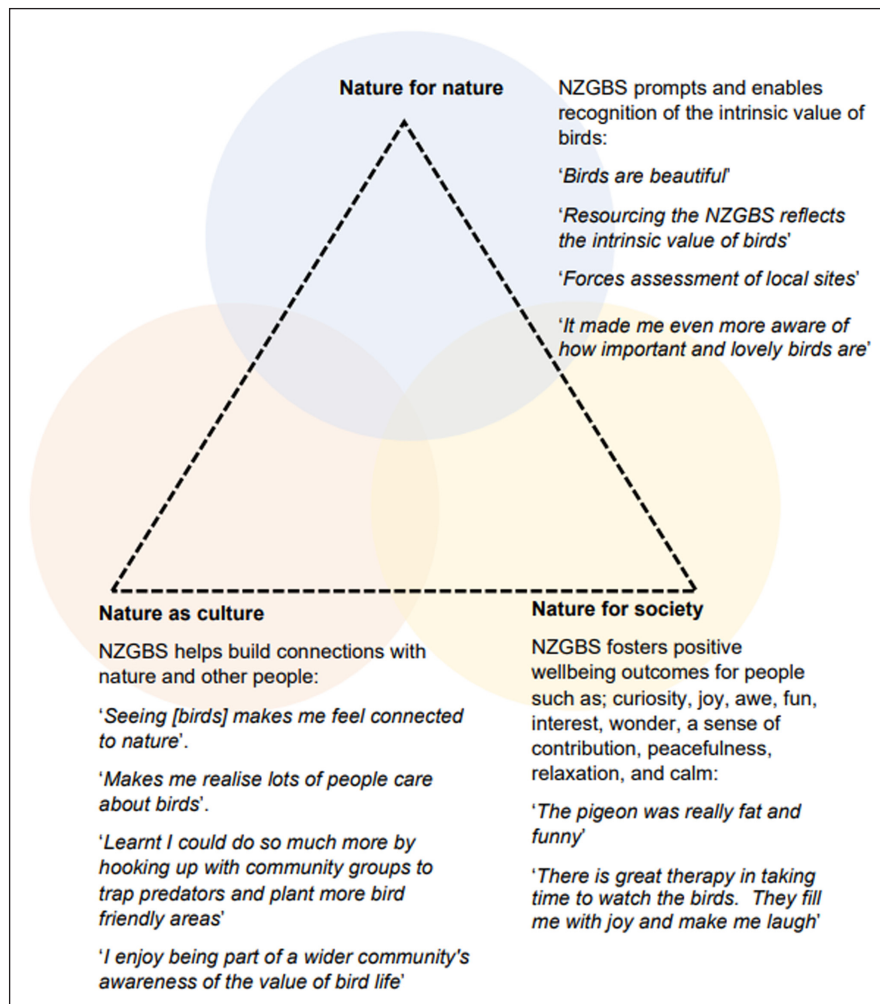 Nature for nature
NZGBS prompts and enables
recognition of the intrinsic value of
birds:
‘Birds are beautiful’
‘Resourcing the NZGBS reflects
the intrinsic value of birds’
‘Forces assessment of local sites’
‘It made me even more aware of
how important and lovely birds are’
Nature as culture
NZGBS helps build connections with
nature and other people:
‘Seeing [birds] makes me feel connected
to nature’.
‘Makes me realise lots of people care
about birds’.
‘Learnt I could do so much more by
hooking up with community groups to
trap predators and plant more bird
friendly areas’
‘I enjoy being part of a wider community's
awareness of the value of bird life’
Nature for society
NZGBS fosters positive
wellbeing outcomes for people
such as; curiosity, joy, awe, fun,
interest, wonder, a sense of
contribution, peacefulness,
relaxation, and calm:
‘The pigeon was really fat and
funny’
‘There is great therapy in taking
time to watch the birds.  They fill
me with joy and make me laugh’